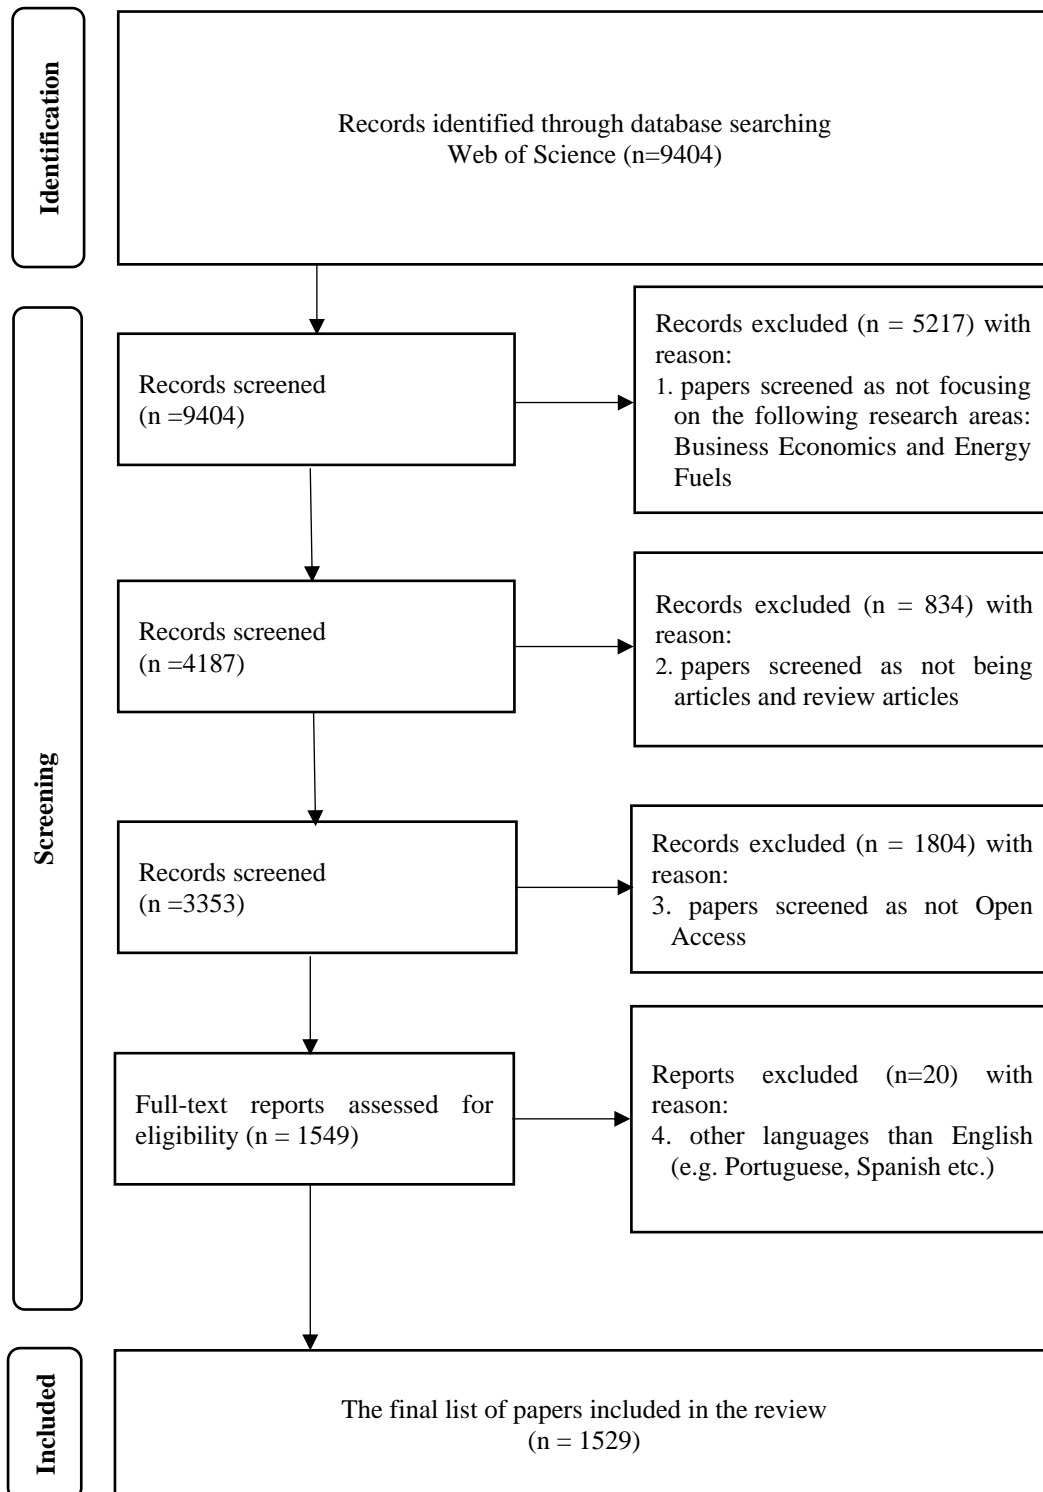 Identification
Records identified through database searching
Web of Science (n=9404)
Screening
Records screened
(n =9404)
Records excluded (n = 5217) with
reason:
1. papers screened as not focusing
on the following research areas:
Business Economics and Energy
Fuels
Records screened
(n =4187)
Records excluded (n = 834) with
reason:
2. papers screened as not being
articles and review articles
Records screened
(n =3353)
Records excluded (n = 1804) with
reason:
3. papers screened as not Open
Access
Full-text reports assessed for
eligibility (n = 1549)
Reports excluded (n=20) with
reason:
4. other languages than English
(e.g. Portuguese, Spanish etc.)
Included
The final list of papers included in the review
(n = 1529)